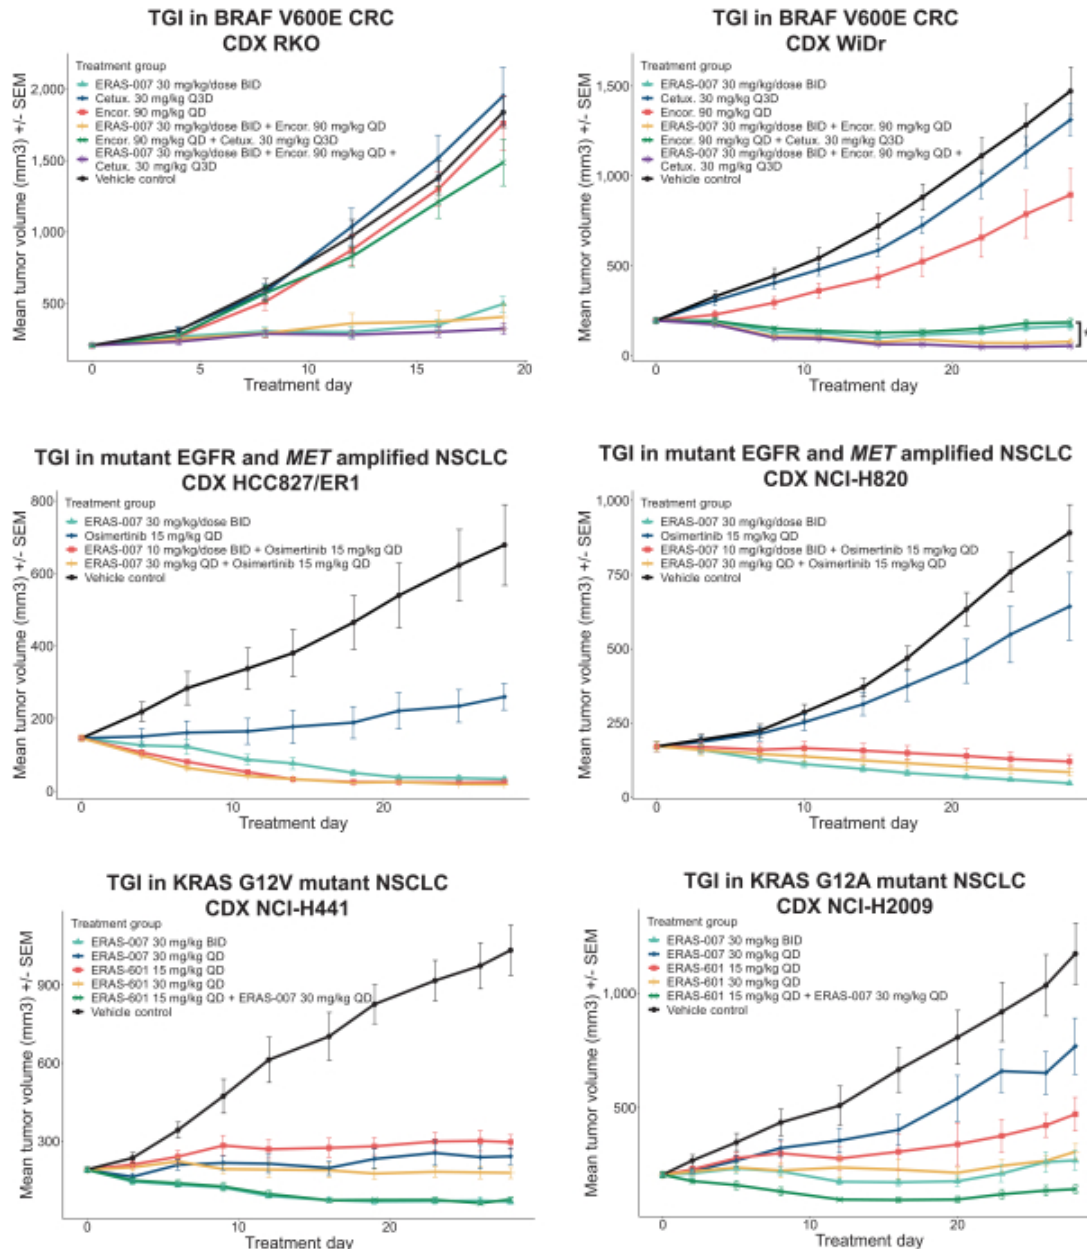 TGI in BRAF V600E CRC
CDX RKO
Mean tumor volume (mm3) +/- SEM
Treatment group
ERAS-007 30 mg/kg/dose BID
Cetux. 30 mg/kg Q3D
Encor. 90 mg/kg QD
ERAS-007 30 mg/kg/dose BID + Encor. 90 mg/kg QD
Encor. 90 mg/kg QD + Cetux. 30 mg/kg Q3D
ERAS-007 30 mg/kg/dose BID + Encor. 90 mg/kg QD +
Cetux. 30 mg/kg Q3D
Vehicle control
2,000
1,500
1,000
500
0
5
10
15
20
Treatment day
TGI in BRAF V600E CRC
CDX WiDr
Mean tumor volume (mm3) +/- SEM
Treatment group
ERAS-007 30 mg/kg/dose BID
Cetux. 30 mg/kg Q3D
Encor. 90 mg/kg QD
ERAS-007 30 mg/kg/dose BID + Encor. 90 mg/kg QD
Encor. 90 mg/kg QD + Cetux. 30 mg/kg Q3D
ERAS-007 30 mg/kg/dose BID + Encor. 90 mg/kg QD +
Cetux. 30 mg/kg Q3D
Vehicle control
1,500
1,000
500
0
0
10
20
Treatment day
TGI in mutant EGFR and MET amplified NSCLC
CDX HCC827/ER1
Mean tumor volume (mm3) +/- SEM
Treatment group
ERAS-007 30 mg/kg/dose BID
Osimertinib 15 mg/kg QD
ERAS-007 10 mg/kg/dose BID + Osimertinib 15 mg/kg QD
ERAS-007 30 mg/kg QD + Osimertinib 15 mg/kg QD
Vehicle control
800
600
400
200
0
0
10
20
Treatment day
TGI in mutant EGFR and MET amplified NSCLC
CDX NCI-H820
Mean tumor volume (mm3) +/- SEM
Treatment group
ERAS-007 30 mg/kg/dose BID
Osimertinib 15 mg/kg QD
ERAS-007 10 mg/kg/dose BID + Osimertinib 15 mg/kg QD
ERAS-007 30 mg/kg QD + Osimertinib 15 mg/kg QD
Vehicle control
1,000
750
500
250
0
0
10
20
Treatment day
TGI in KRAS G12V mutant NSCLC
CDX NCI-H441
Mean tumor volume (mm3) +/- SEM
Treatment group
ERAS-007 30 mg/kg BID
ERAS-007 30 mg/kg QD
ERAS-601 15 mg/kg QD
ERAS-601 30 mg/kg QD
ERAS-601 15 mg/kg QD + ERAS-007 30 mg/kg QD
Vehicle control
900
600
300
0
10
20
Treatment day
TGI in KRAS G12A mutant NSCLC
CDX NCI-H2009
Mean tumor volume (mm3) +/- SEM
Treatment group
ERAS-007 30 mg/kg BID
ERAS-007 30 mg/kg QD
ERAS-601 15 mg/kg QD
ERAS-601 30 mg/kg QD
ERAS-601 15 mg/kg QD + ERAS-007 30 mg/kg QD
Vehicle control
1,000
500
0
10
20
Treatment day